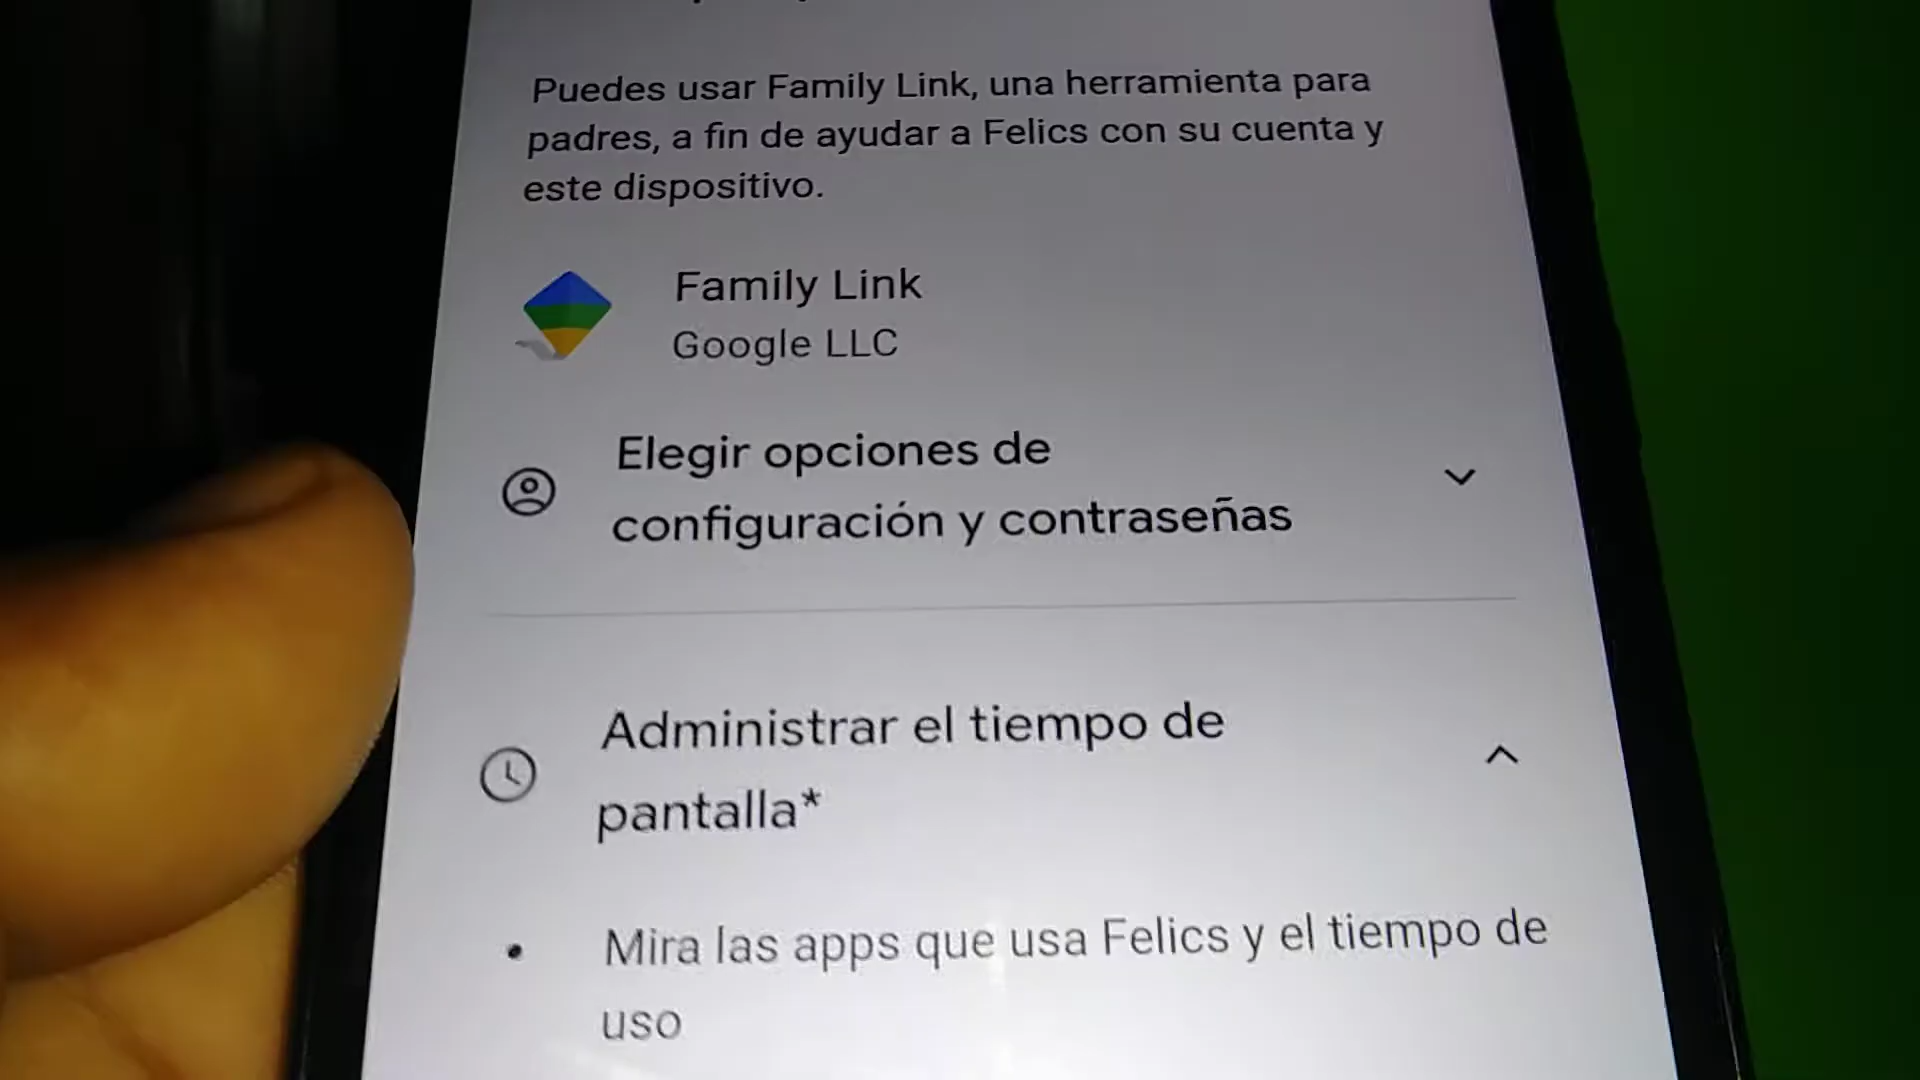 Puedes usar Family Link, una herramienta para
padres, a fin de ayudar a Felics con su cuenta y
este dispositivo.
Family Link
Google LLC
Elegir opciones de
configuración y contraseñas
Administrar el tiempo de
pantalla*
• Mira las apps que usa Felics y el tiempo de
uso